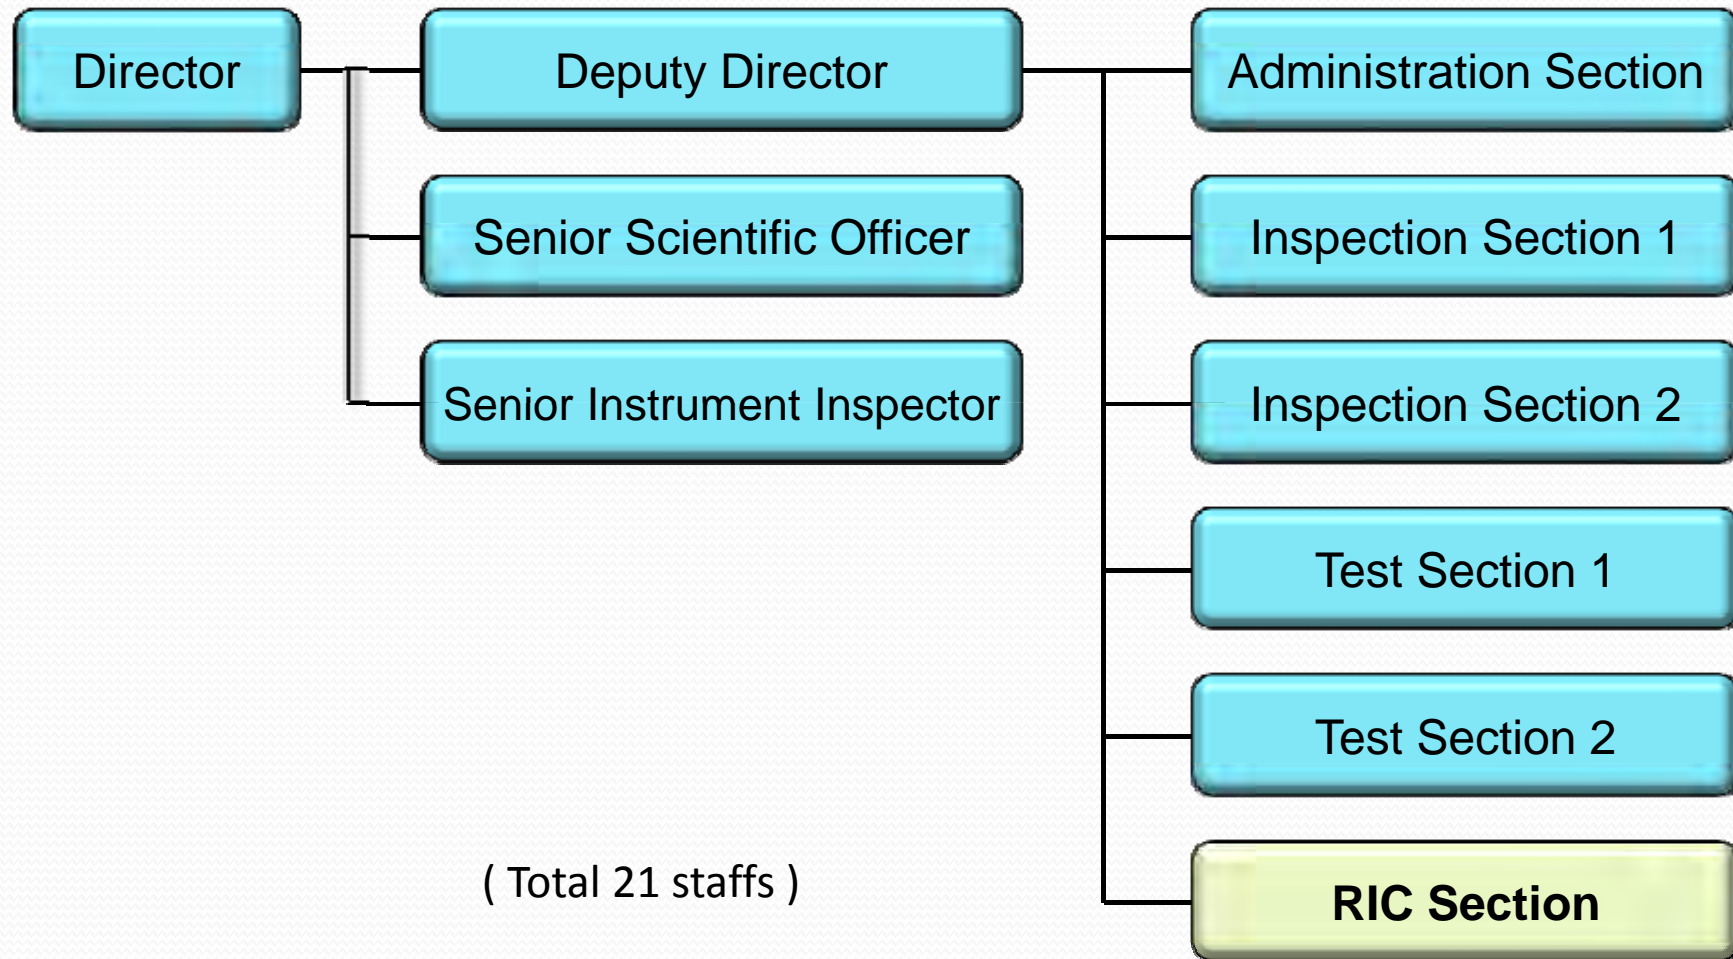 Director
Deputy Director
Senior Scientific Officer
Senior Instrument Inspector
Administration Section
Inspection Section 1
Inspection Section 2
Test Section 1
Test Section 2
RIC Section
( Total 21 staffs )